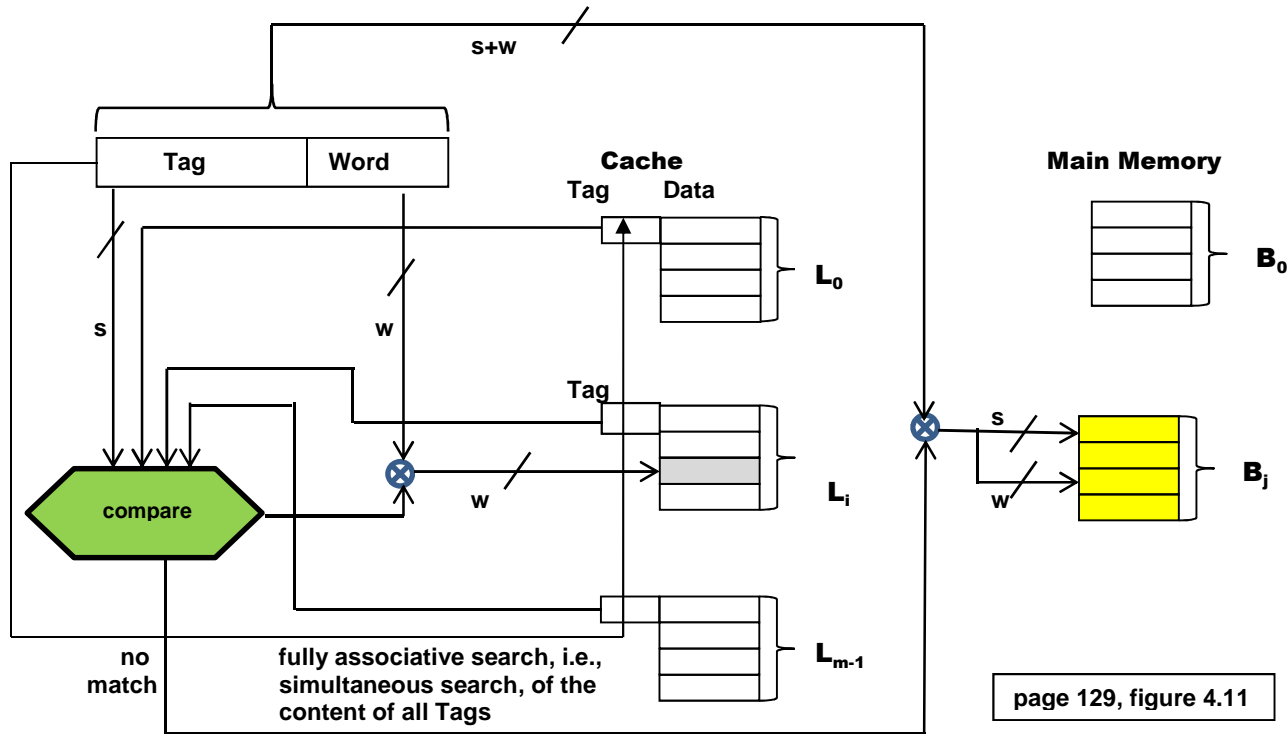 s+w
Tag Word
Cache
Main Memory
Tag Data
L0
B0
s
w
Tag
s
w
compare
w
Li
Bj
no
match
fully associative search, i.e.,
simultaneous search, of the
content of all Tags
Lm-1
page 129, figure 4.11